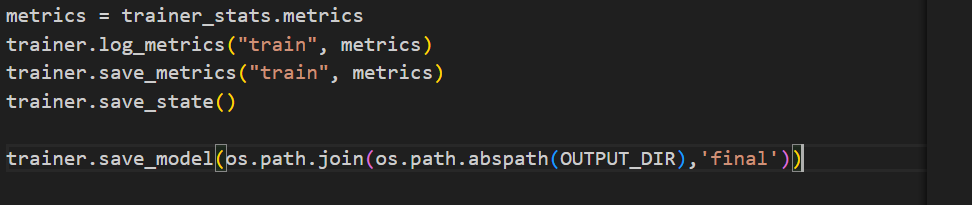 metrics = trainer_stats.metrics
trainer.log_metrics("train", metrics)
trainer.save_metrics("train", metrics)
trainer.save_state()
trainer.save_model(os.path.join(os.path.abspath(OUTPUT_DIR),'final'))